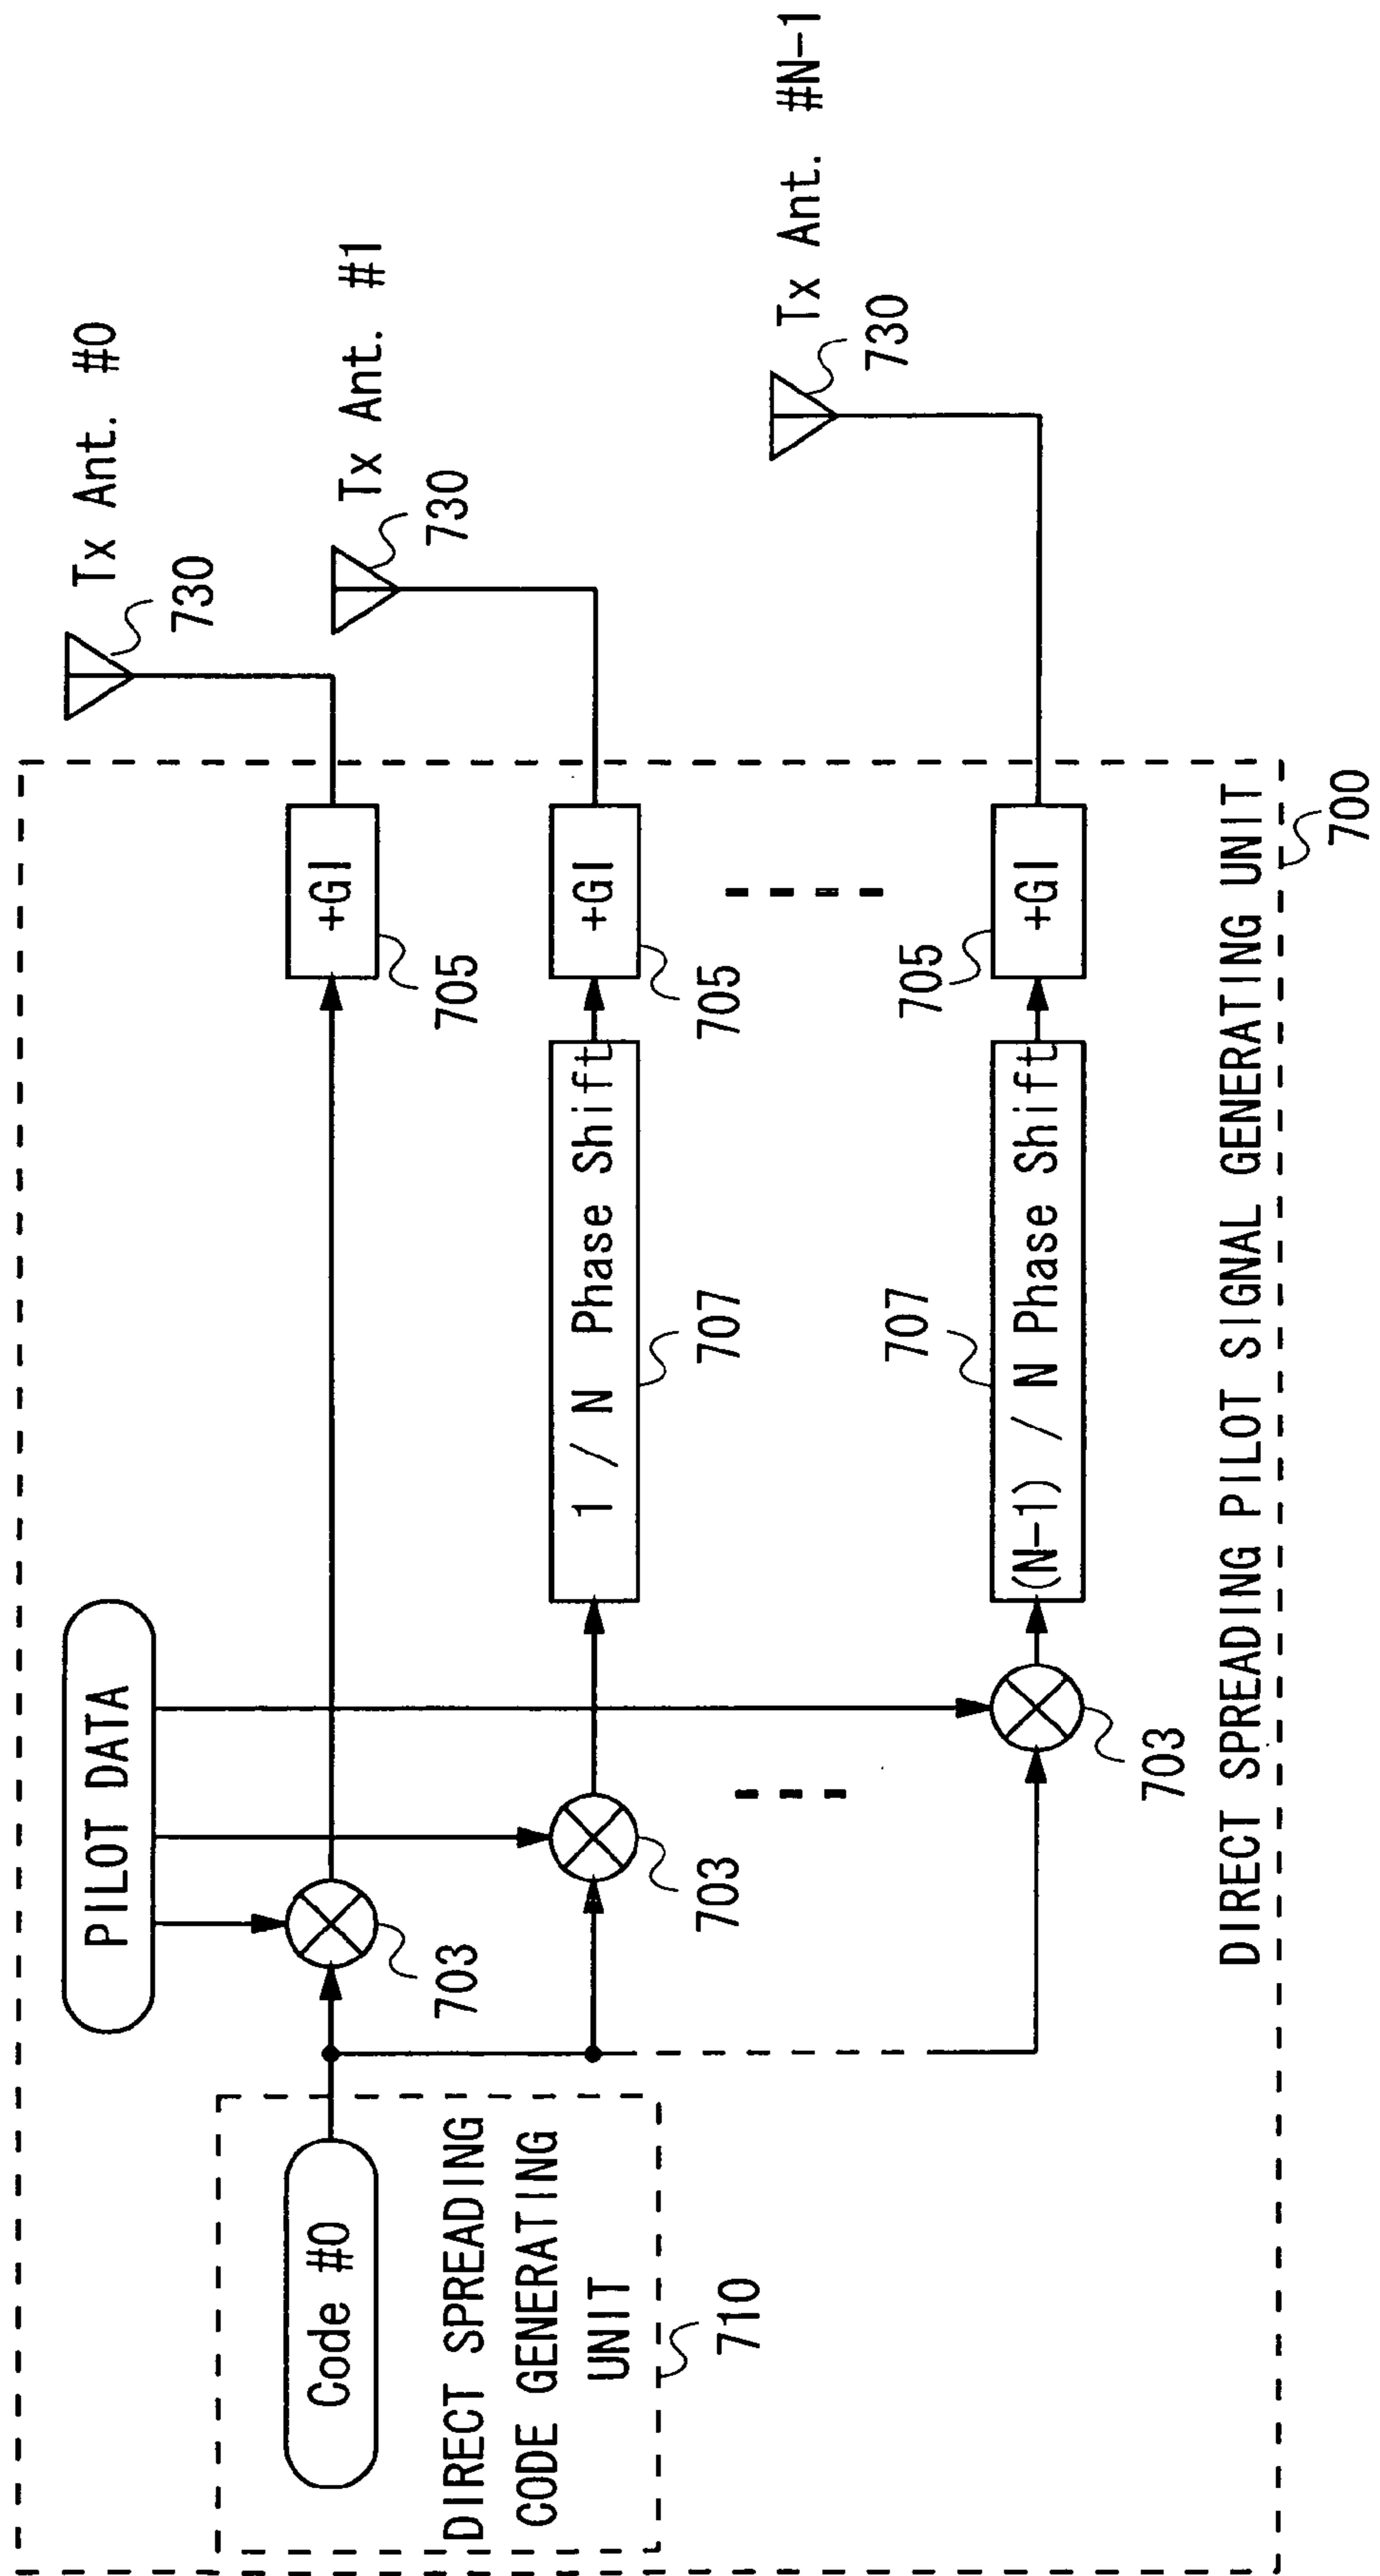 PILOT DATA
Tx Ant. #0
730
Code #0
703
+GI
705
Tx Ant. #1
730
DIRECT SPREADING
CODE GENERATING
UNIT
710
703
1 / N Phase Shift
707
+GI
705
Tx Ant. #N-1
730
703
(N-1) / N Phase Shift
707
+GI
705
DIRECT SPREADING PILOT SIGNAL GENERATING UNIT
700